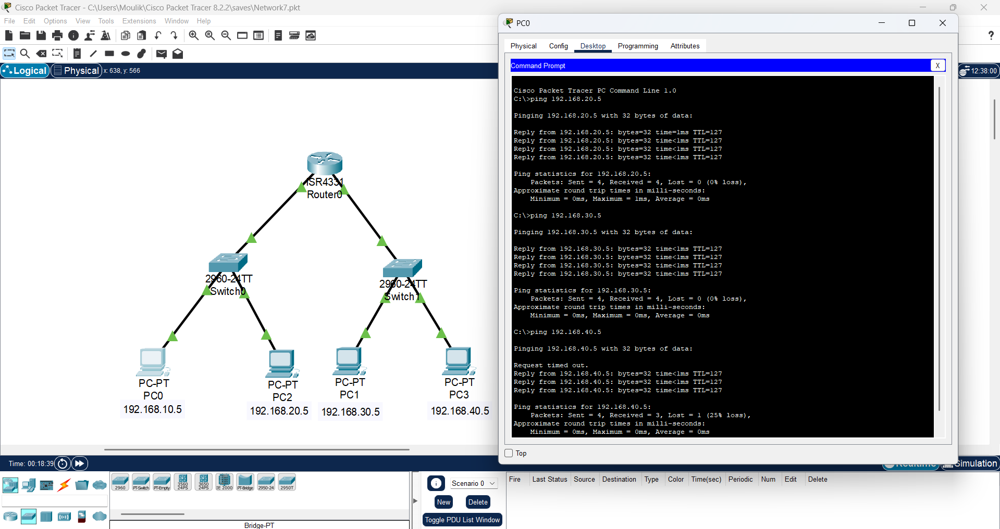 Cisco Packet Tracer - C:\Users\Moulik\Cisco Packet Tracer 8.2.2\saves\Network7.pkt
File Edit Options View Tools Extensions Window Help
?
Logical Physical x: 638, y: 566
12:38:00
ISR4331
Router0
2960-24TT
Switch0
2960-24TT
Switch1
PC-PT
PC0
192.168.10.5
PC-PT
PC2
192.168.20.5
PC-PT
PC1
192.168.30.5
PC-PT
PC3
192.168.40.5
PC0
Physical Config Desktop Programming Attributes
Command Prompt X
Cisco Packet Tracer PC Command Line 1.0
C:\>ping 192.168.20.5
Pinging 192.168.20.5 with 32 bytes of data:
Reply from 192.168.20.5: bytes=32 time=1ms TTL=127
Reply from 192.168.20.5: bytes=32 time<1ms TTL=127
Reply from 192.168.20.5: bytes=32 time<1ms TTL=127
Reply from 192.168.20.5: bytes=32 time<1ms TTL=127
Ping statistics for 192.168.20.5:
Packets: Sent = 4, Received = 4, Lost = 0 (0% loss),
Approximate round trip times in milli-seconds:
Minimum = 0ms, Maximum = 1ms, Average = 0ms
C:\>ping 192.168.30.5
Pinging 192.168.30.5 with 32 bytes of data:
Reply from 192.168.30.5: bytes=32 time<1ms TTL=127
Reply from 192.168.30.5: bytes=32 time<1ms TTL=127
Reply from 192.168.30.5: bytes=32 time<1ms TTL=127
Reply from 192.168.30.5: bytes=32 time<1ms TTL=127
Ping statistics for 192.168.30.5:
Packets: Sent = 4, Received = 4, Lost = 0 (0% loss),
Approximate round trip times in milli-seconds:
Minimum = 0ms, Maximum = 0ms, Average = 0ms
C:\>ping 192.168.40.5
Pinging 192.168.40.5 with 32 bytes of data:
Request timed out.
Reply from 192.168.40.5: bytes=32 time<1ms TTL=127
Reply from 192.168.40.5: bytes=32 time<1ms TTL=127
Reply from 192.168.40.5: bytes=32 time<1ms TTL=127
Ping statistics for 192.168.40.5:
Packets: Sent = 4, Received = 3, Lost = 1 (25% loss),
Approximate round trip times in milli-seconds:
Minimum = 0ms, Maximum = 0ms, Average = 0ms
Top
Time: 00:18:39
Realtime Simulation
2960 PT-Switch PT-Empty 3560 24PS 3650 24PS IE 2000 PT-Bridge 2950-24 2950T
Bridge-PT
Scenario 0
New Delete
Toggle PDU List Window
Fire Last Status Source Destination Type Color Time(sec) Periodic Num Edit Delete